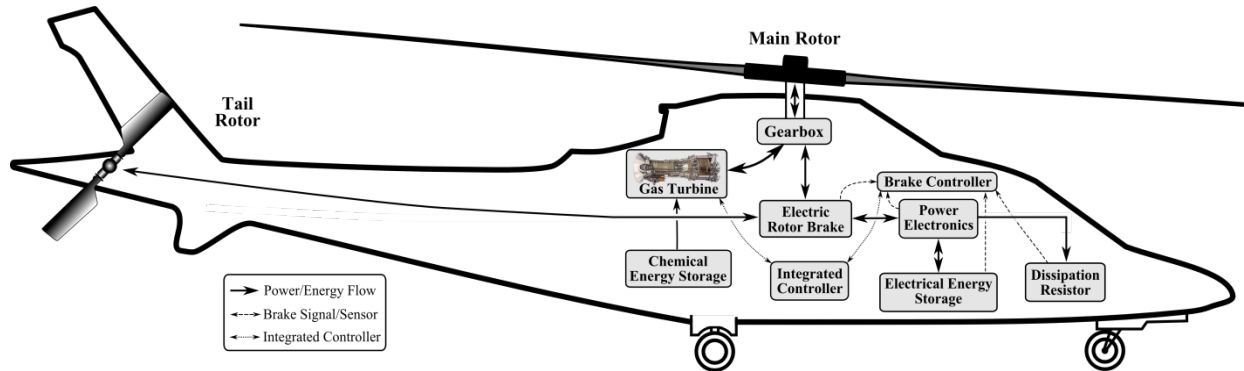 Main Rotor
Tail
Rotor
Gearbox
Gas Turbine
Brake Controller
Electric
Rotor Brake
Power
Electronics
Chemical
Energy Storage
Integrated
Controller
Electrical Energy
Storage
Dissipation
Resistor
Power/Energy Flow
Brake Signal/Sensor
Integrated Controller